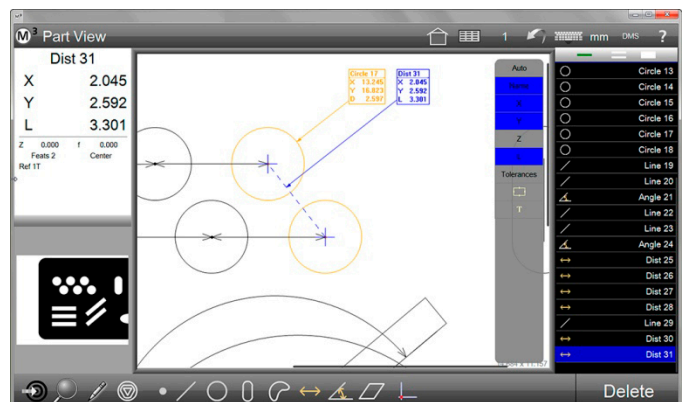 M3 Part View
1
mm
DMS
?
Dist 31
X 2.045
Y 2.592
L 3.301
Z 0.000 f 0.000
Feats 2 Center
Ref 1T
Circle 17
X 13.245
Y 16.023
D 2.597
Dist 31
X 2.045
Y 2.592
L 3.301
Auto
Name
X
Y
Z
L
Tolerances
T
Circle 13
Circle 14
Circle 15
Circle 16
Circle 17
Circle 18
Line 19
Line 20
Angle 21
Line 22
Line 23
Angle 24
Dist 25
Dist 26
Dist 27
Dist 28
Line 29
Dist 30
Dist 31
Delete